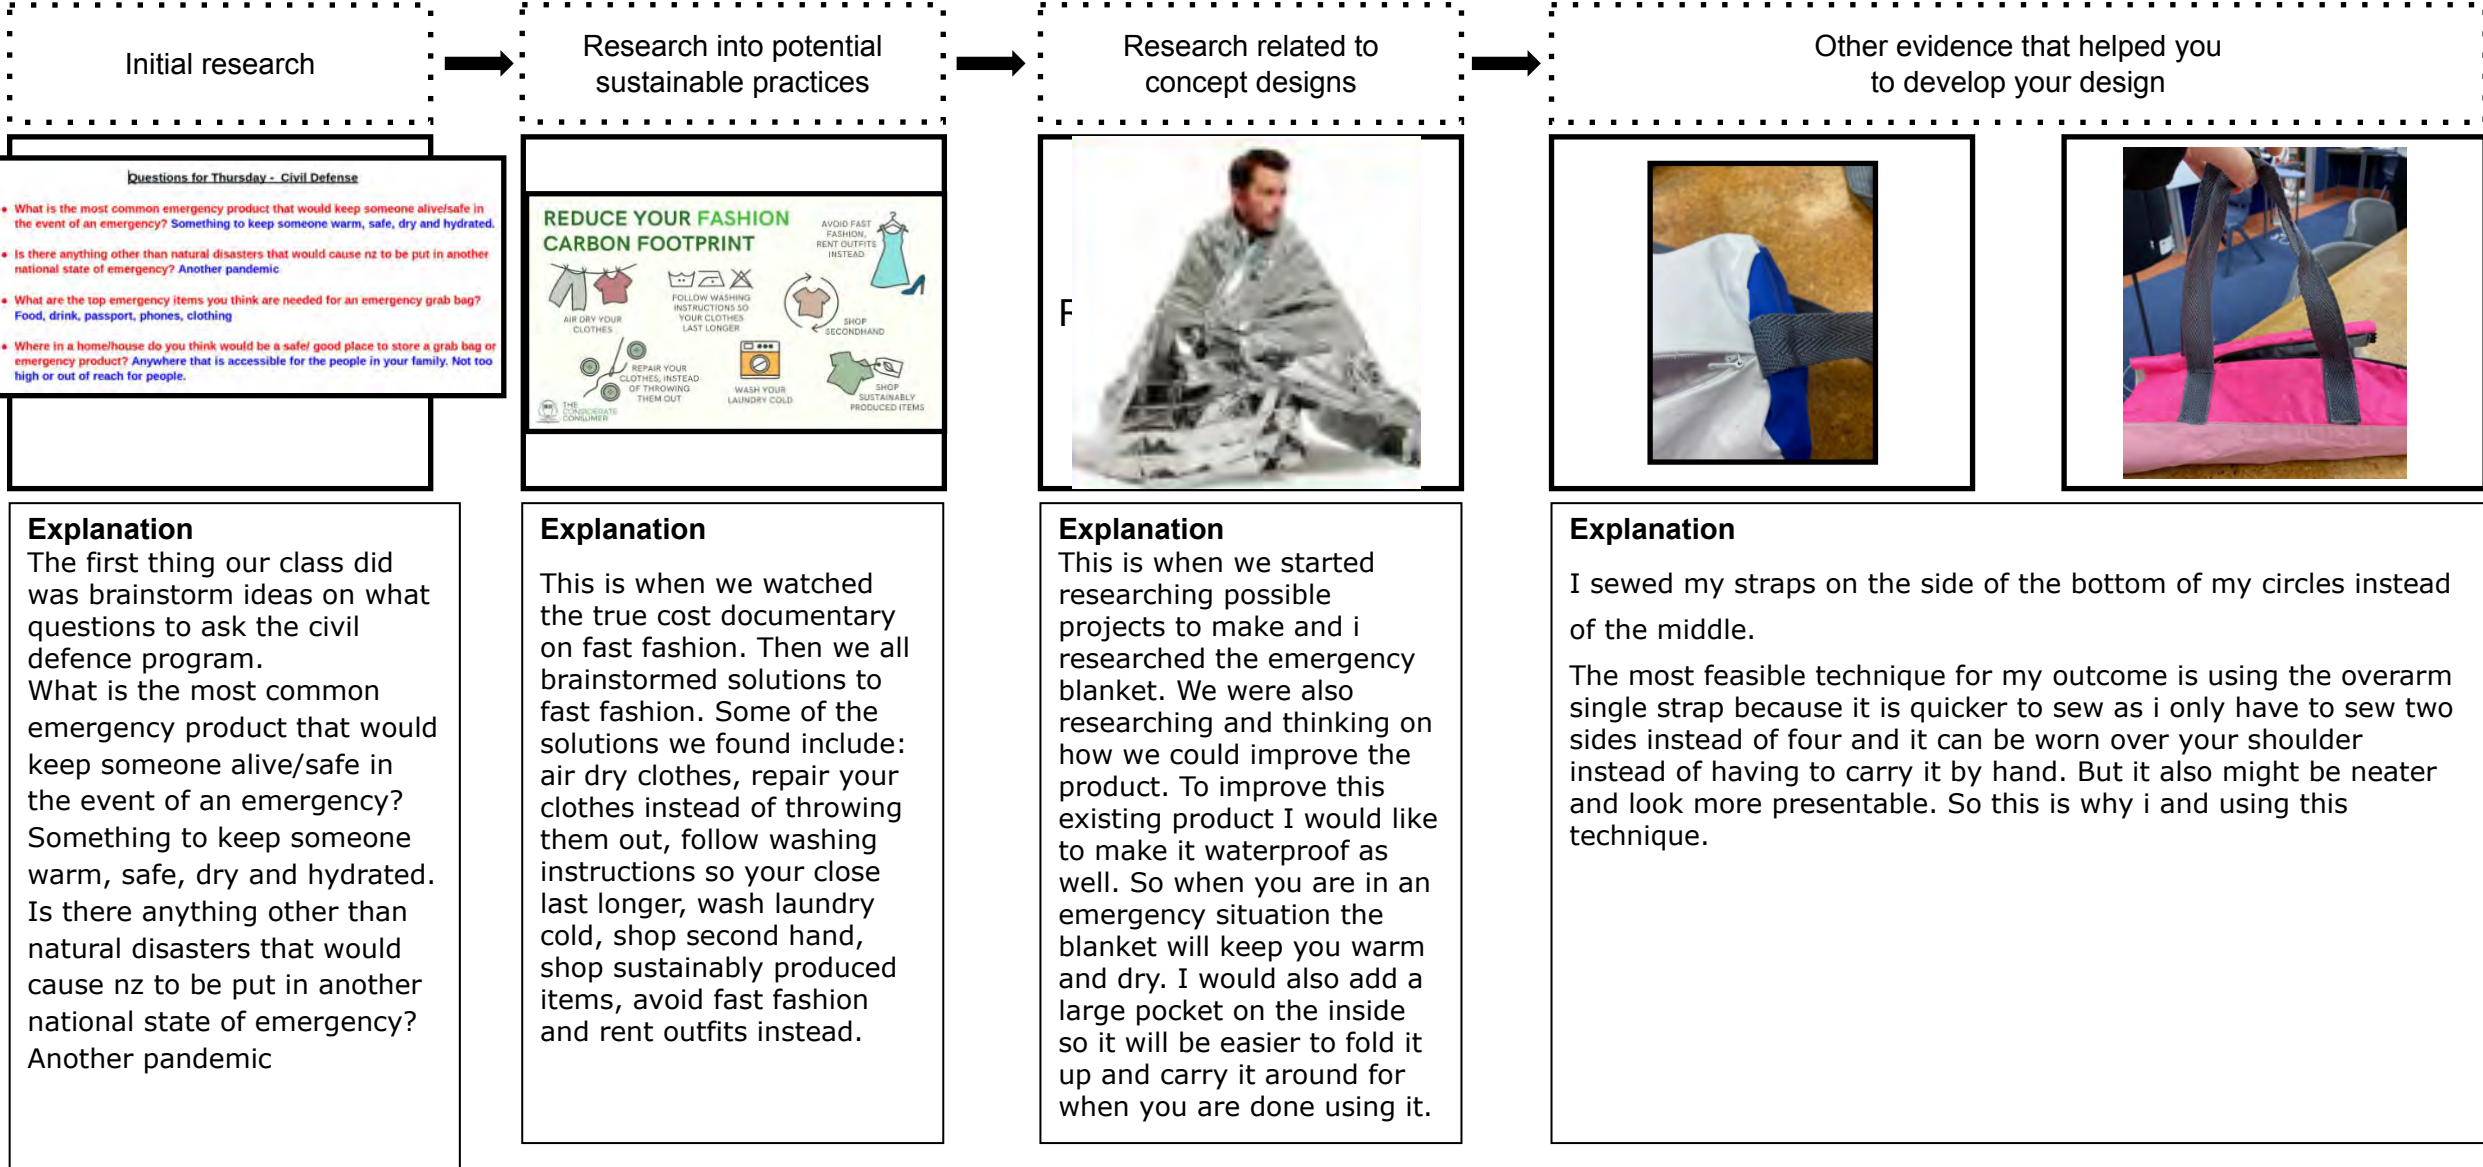 Initial research
Research into potential
sustainable practices
Research related to
concept designs
Other evidence that helped you
to develop your design
Questions for Thursday - Civil Defense
• What is the most common emergency product that would keep someone alive/safe in
the event of an emergency? Something to keep someone warm, safe, dry and hydrated.
• Is there anything other than natural disasters that would cause nz to be put in another
national state of emergency? Another pandemic
• What are the top emergency items you think are needed for an emergency grab bag?
Food, drink, passport, phones, clothing
• Where in a home/house do you think would be a safe/ good place to store a grab bag or
emergency product? Anywhere that is accessible for the people in your family. Not too
high or out of reach for people.
REDUCE YOUR FASHION
CARBON FOOTPRINT
AVOID FAST
FASHION,
RENT OUTFITS
INSTEAD
AIR DRY YOUR
CLOTHES
FOLLOW WASHING
INSTRUCTIONS SO
YOUR CLOTHES
LAST LONGER
SHOP
SECONDHAND
REPAIR YOUR
CLOTHES, INSTEAD
OF THROWING
THEM OUT
WASH YOUR
LAUNDRY COLD
SHOP
SUSTAINABLY
PRODUCED ITEMS
THE
CONSIDERATE
CONSUMER
Explanation
The first thing our class did
was brainstorm ideas on what
questions to ask the civil
defence program.
What is the most common
emergency product that would
keep someone alive/safe in
the event of an emergency?
Something to keep someone
warm, safe, dry and hydrated.
Is there anything other than
natural disasters that would
cause nz to be put in another
national state of emergency?
Another pandemic
Explanation
This is when we watched
the true cost documentary
on fast fashion. Then we all
brainstormed solutions to
fast fashion. Some of the
solutions we found include:
air dry clothes, repair your
clothes instead of throwing
them out, follow washing
instructions so your close
last longer, wash laundry
cold, shop second hand,
shop sustainably produced
items, avoid fast fashion
and rent outfits instead.
Explanation
This is when we started
researching possible
projects to make and i
researched the emergency
blanket. We were also
researching and thinking on
how we could improve the
product. To improve this
existing product I would like
to make it waterproof as
well. So when you are in an
emergency situation the
blanket will keep you warm
and dry. I would also add a
large pocket on the inside
so it will be easier to fold it
up and carry it around for
when you are done using it.
Explanation
I sewed my straps on the side of the bottom of my circles instead
of the middle.
The most feasible technique for my outcome is using the overarm
single strap because it is quicker to sew as i only have to sew two
sides instead of four and it can be worn over your shoulder
instead of having to carry it by hand. But it also might be neater
and look more presentable. So this is why i and using this
technique.